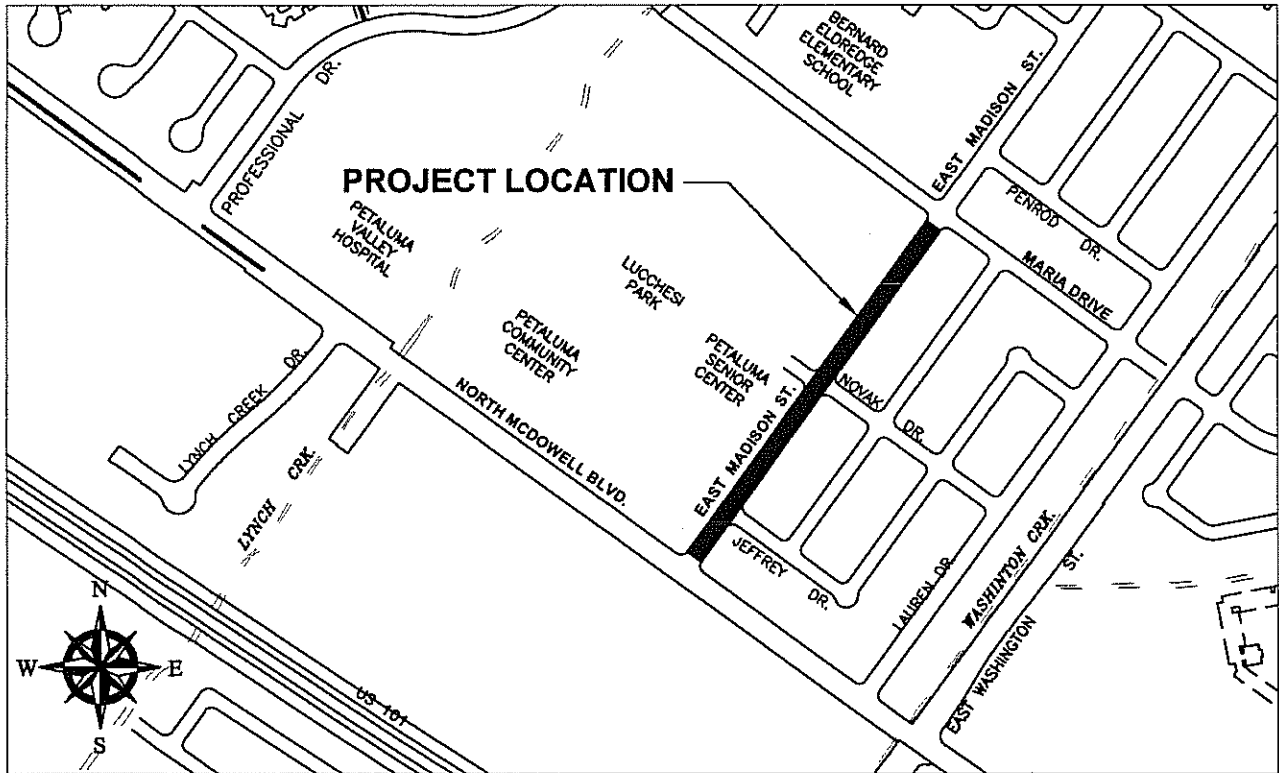 BERNARD
ELDREDGE
ELEMENTARY
SCHOOL
EAST MADISON ST.
PROFESSIONAL DR.
PROJECT LOCATION
PENROD DR.
MARIA DRIVE
PETALUMA
VALLEY
HOSPITAL
LUCCHESI
PARK
PETALUMA
COMMUNITY
CENTER
PETALUMA
SENIOR
CENTER
NOVAK DR.
LYNCH CREEK DR.
NORTH MCDOWELL BLVD.
EAST MADISON ST.
LYNCH CRK.
JEFFREY DR.
LAUREN DR.
WASHINTON CRK.
EAST WASHINGTON ST.
US 101
N
W
E
S